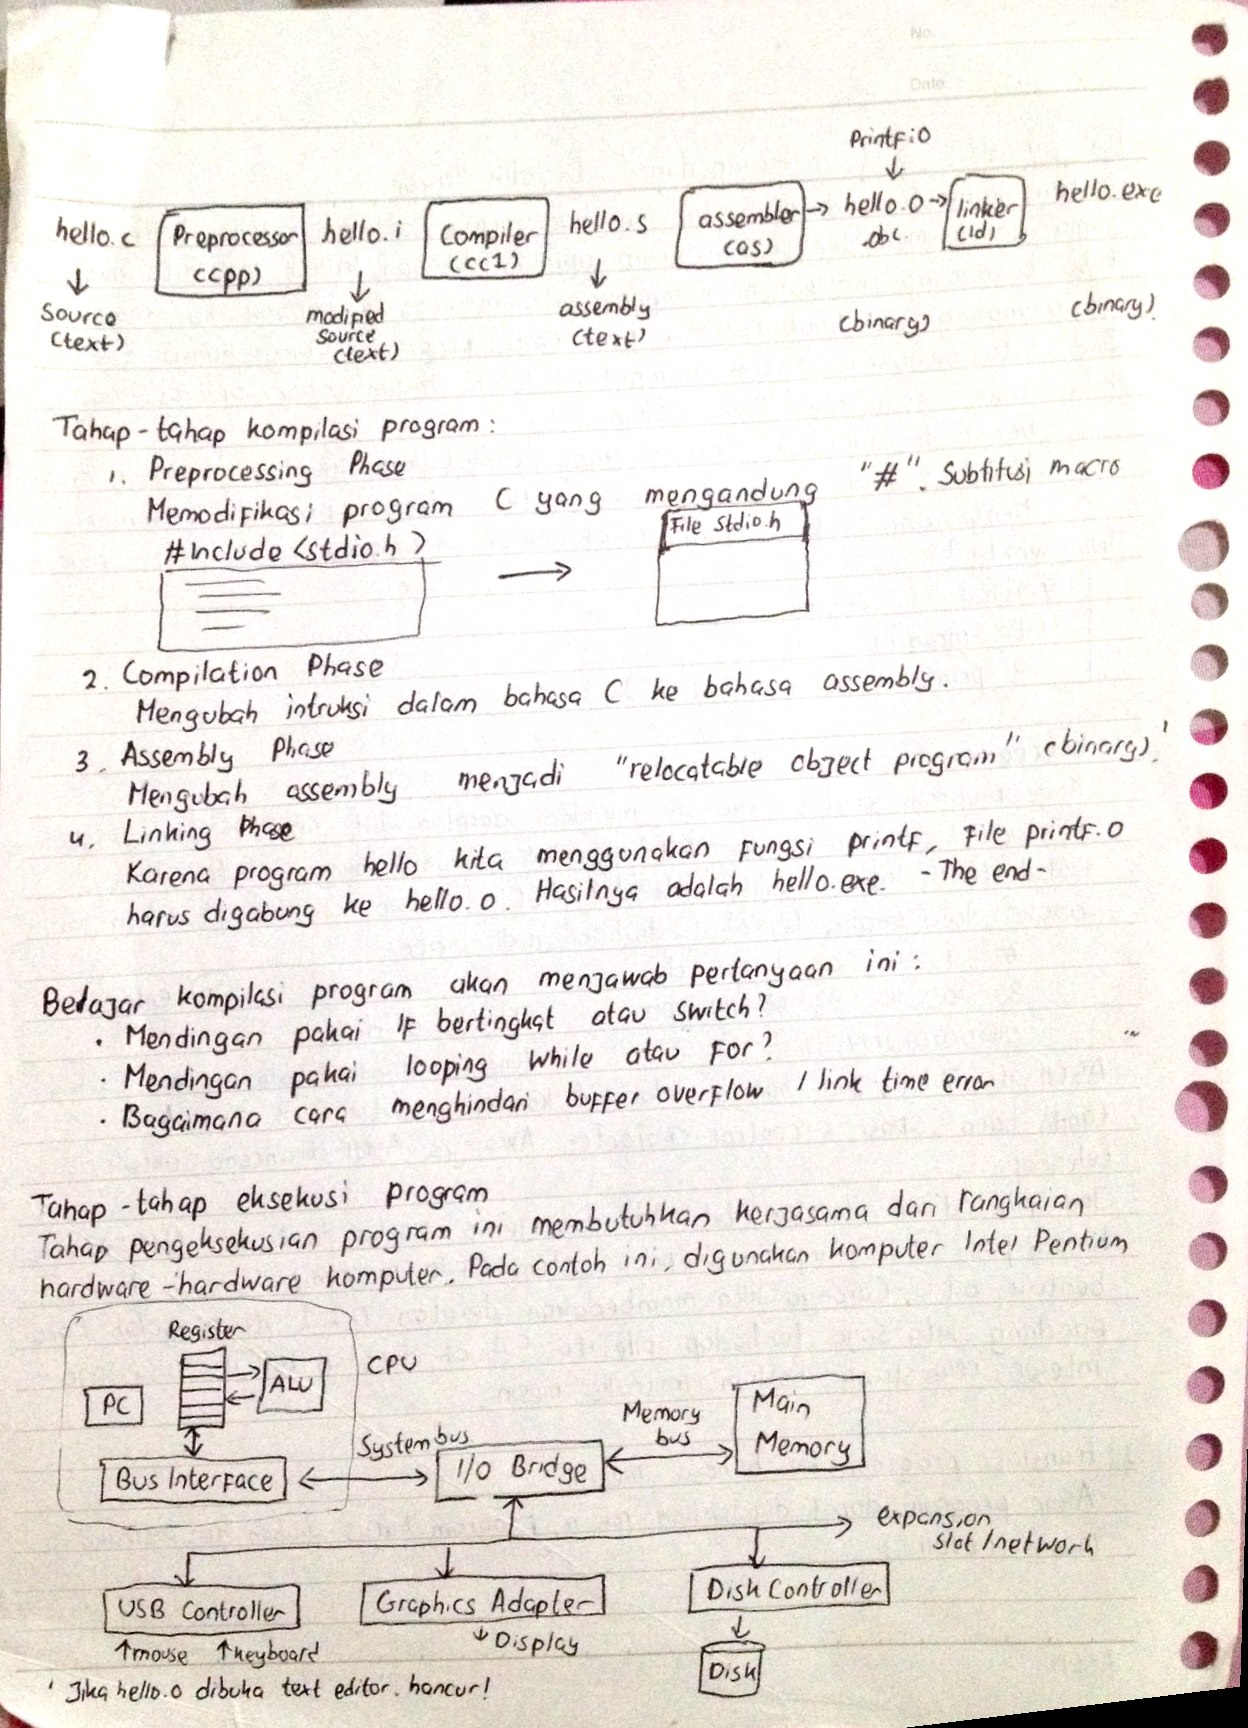 No.
Date
printf.o
hello.c Preprocessor hello.i Compiler hello.s assembler hello.o linker hello.exe
(cpp) (cc1) (as) obj. (ld)
Source modified assembly (binary) (binary)
(text) source (text)
(text)
Tahap-tahap kompilasi program:
1. Preprocessing Phase
Memodifikasi program C yang mengandung "#". Subtitusi macro
#include <stdio.h> File stdio.h
2. Compilation Phase
Mengubah intruksi dalam bahasa C ke bahasa assembly.
3. Assembly Phase
Mengubah assembly menjadi "relocatable object program" (binary).'
4. Linking Phase
Karena program hello kita menggunakan fungsi printf, file printf.o
harus digabung ke hello.o. Hasilnya adalah hello.exe. -The end-
Belajar kompilasi program akan menjawab pertanyaan ini:
• Mendingan pakai IF bertingkat atau switch?
• Mendingan pakai looping while atau for?
• Bagaimana cara menghindari buffer overflow / link time error
Tahap-tahap eksekusi program
Tahap pengeksekusian program ini membutuhkan kerjasama dari rangkaian
hardware-hardware komputer. Pada contoh ini, digunakan komputer Intel Pentium
Register
PC ALU CPU
System bus Memory bus Main Memory
Bus Interface I/O Bridge
expansion
slot/network
USB Controller Graphics Adapter Disk Controller
mouse keyboard Display
Disk
' Jika hello.o dibuka text editor. hancur!